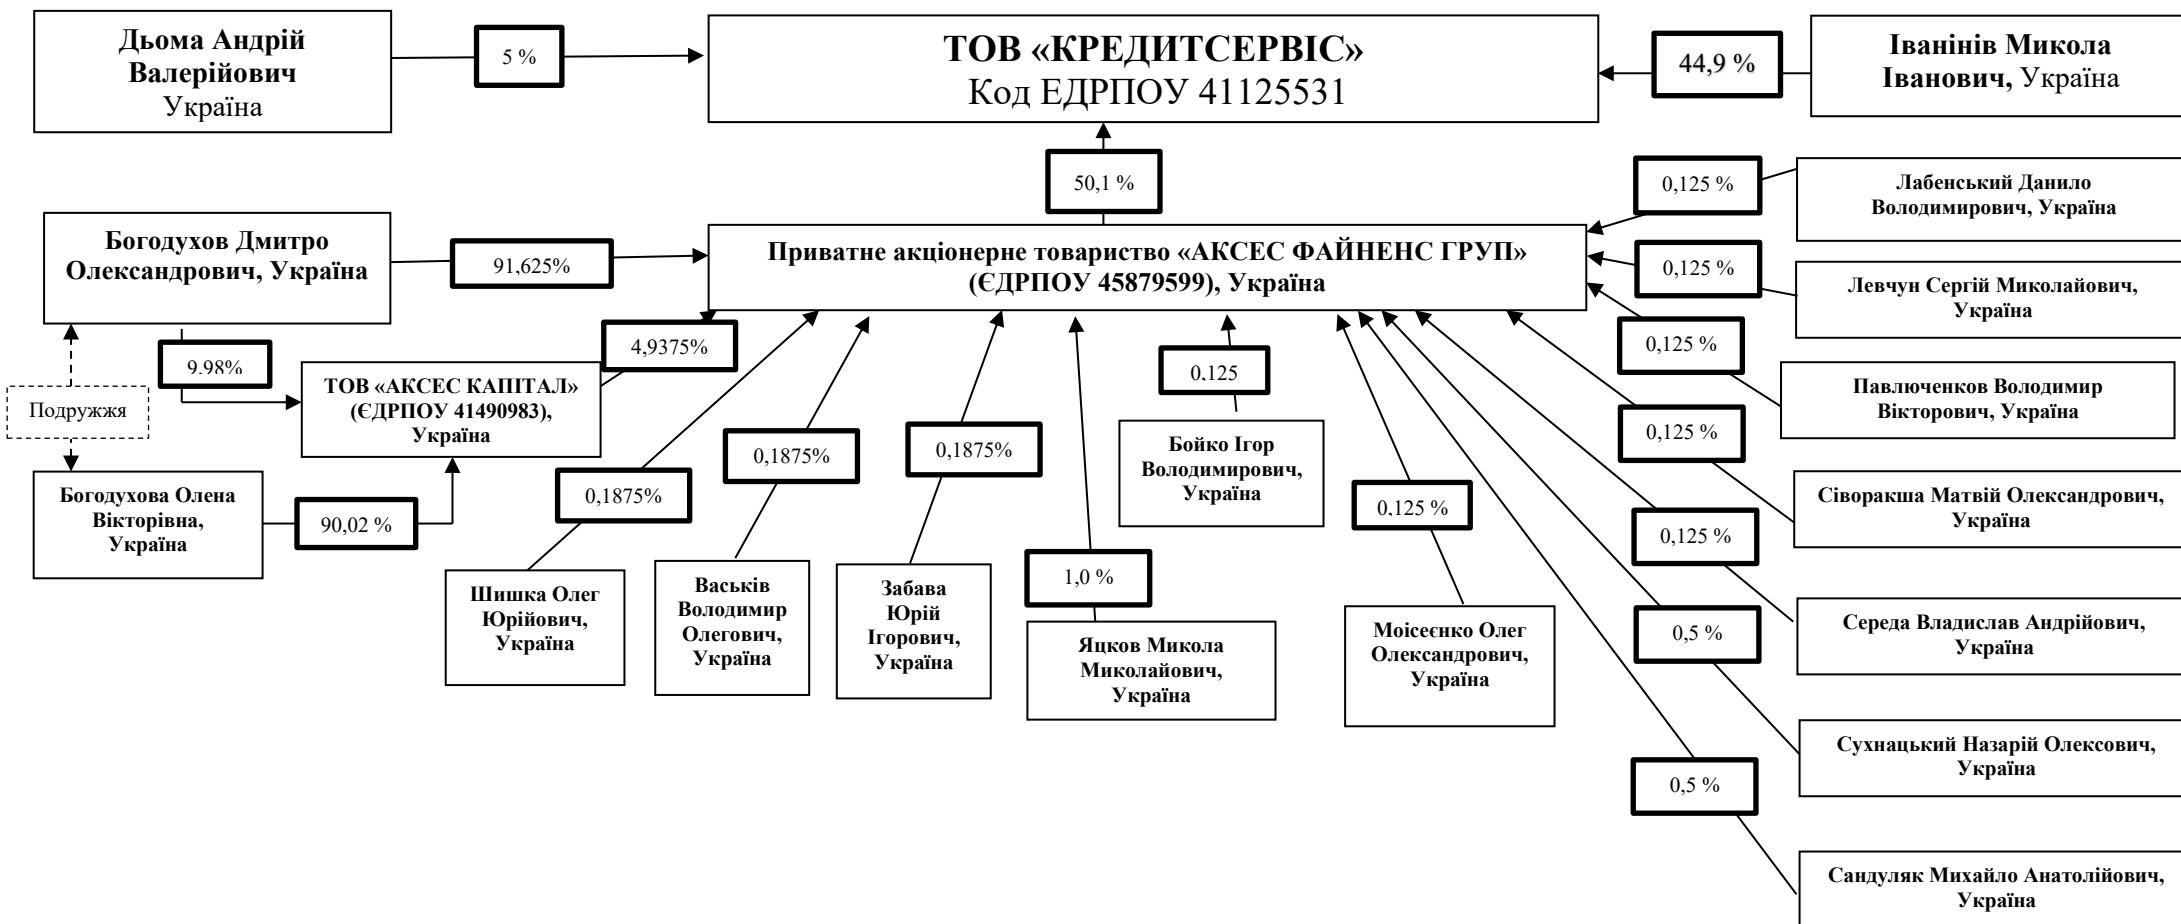 Дьома Андрій
Валерійович
Україна
5 %
ТОВ «КРЕДИТСЕРВІС»
Код ЕДРПОУ 41125531
44,9 %
Іванінів Микола
Іванович, Україна
50,1 %
0,125 %
Лабенський Данило
Володимирович, Україна
Богодухов Дмитро
Олександрович, Україна
91,625%
Приватне акціонерне товариство «АКСЕС ФАЙНЕНС ГРУП»
(ЄДРПОУ 45879599), Україна
0,125 %
Левчун Сергій Миколайович,
Україна
0,125 %
Павлюченков Володимир
Вікторович, Україна
9.98%
4,9375%
0,125
Подружжя
ТОВ «АКСЕС КАПІТАЛ»
(ЄДРПОУ 41490983),
Україна
Богодухова Олена
Вікторівна,
Україна
90,02 %
0,1875%
0,1875%
0,1875%
Бойко Ігор
Володимирович,
Україна
0,125 %
0,125 %
Сіворакша Матвій Олександрович,
Україна
0,125 %
Шишка Олег
Юрійович,
Україна
Васьків
Володимир
Олегович,
Україна
Забава
Юрій
Ігорович,
Україна
1,0 %
Яцков Микола
Миколайович,
Україна
Моісеєнко Олег
Олександрович,
Україна
Середа Владислав Андрійович,
Україна
0,5 %
Сухнацький Назарій Олексович,
Україна
0,5 %
Сандуляк Михайло Анатолійович,
Україна